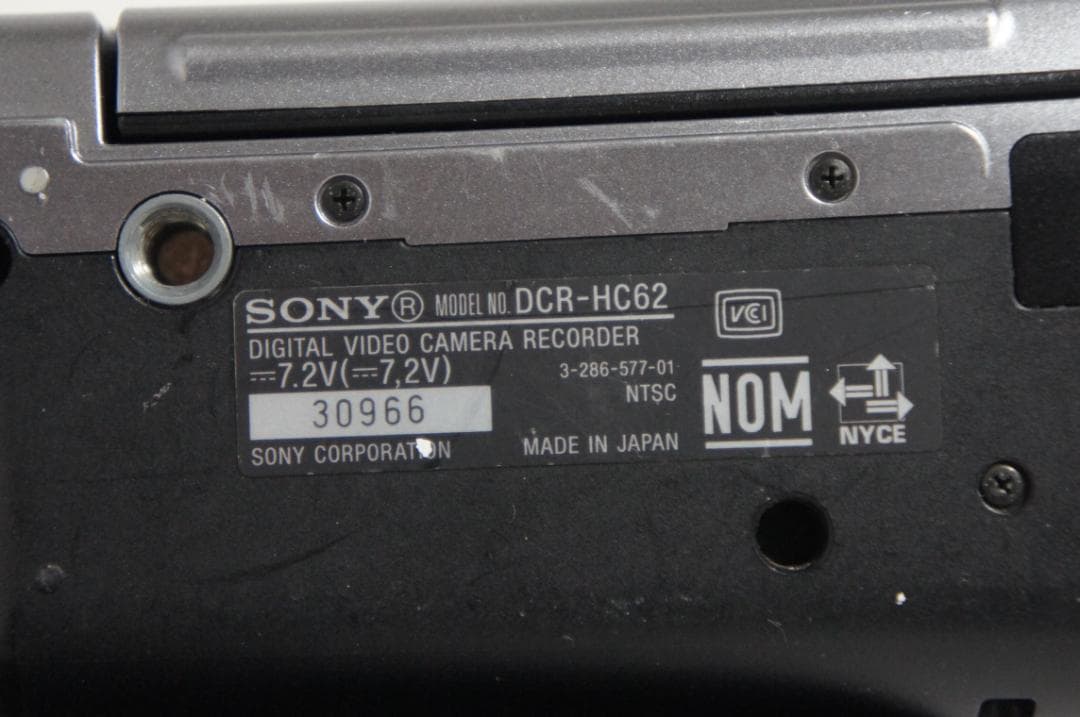 SONY® MODEL NO. DCR-HC62
DIGITAL VIDEO CAMERA RECORDER
⎓7.2V(⎓7,2V)
3-286-577-01
NTSC
30966
SONY CORPORATION
MADE IN JAPAN
VCI
NOM
NYCE